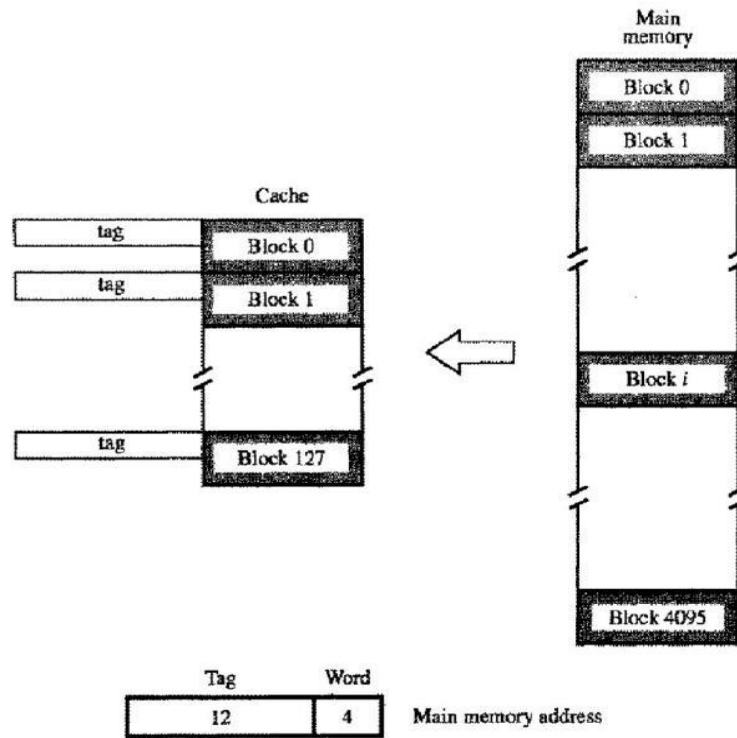 Main
memory
Block 0
Block 1
Cache
tag
Block 0
tag
Block 1
Block i
tag
Block 127
Block 4095
Tag
Word
12
4
Main memory address